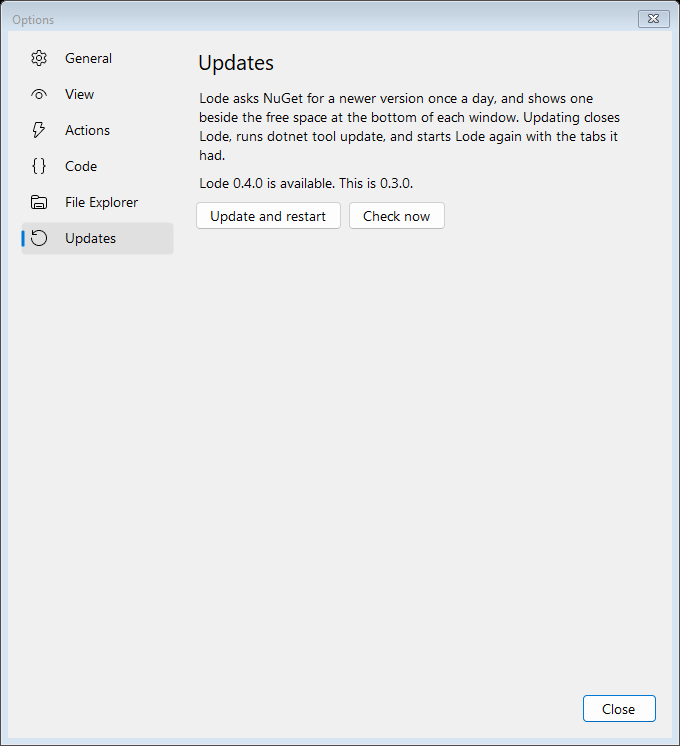 Options
General
View
Actions
{} Code
File Explorer
Updates
Updates
Lode asks NuGet for a newer version once a day, and shows one
beside the free space at the bottom of each window. Updating closes
Lode, runs dotnet tool update, and starts Lode again with the tabs it
had.
Lode 0.4.0 is available. This is 0.3.0.
Update and restart
Check now
Close